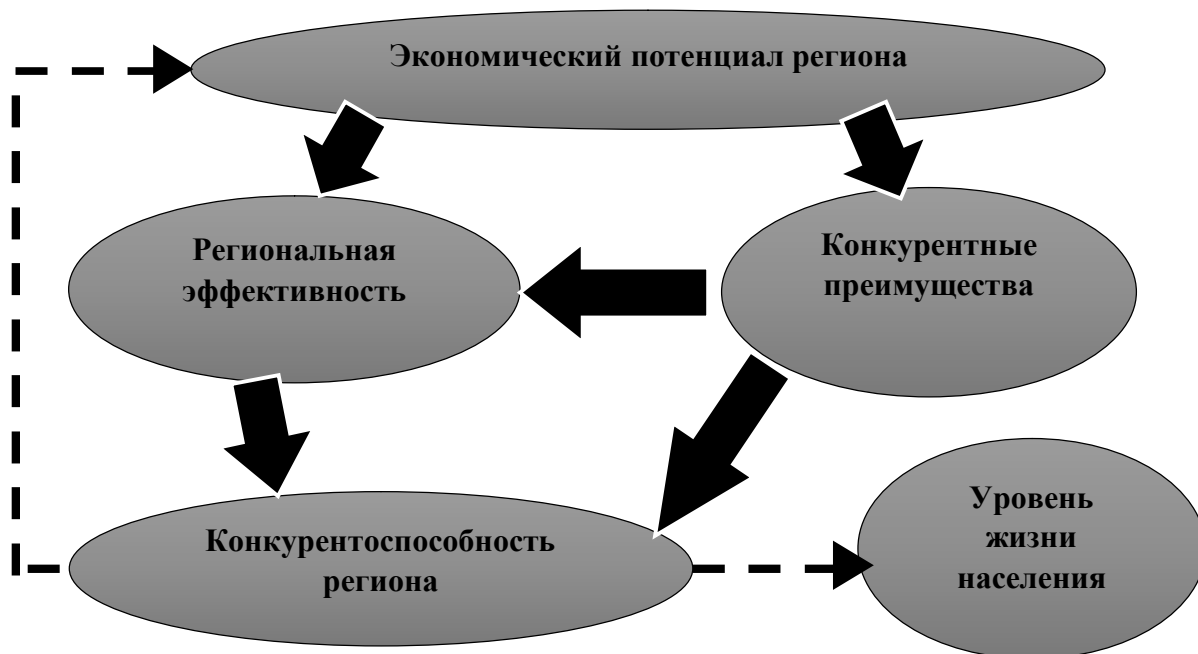 Экономический потенциал региона
Региональная
эффективность
Конкурентные
преимущества
Конкурентоспособность
региона
Уровень
жизни
населения